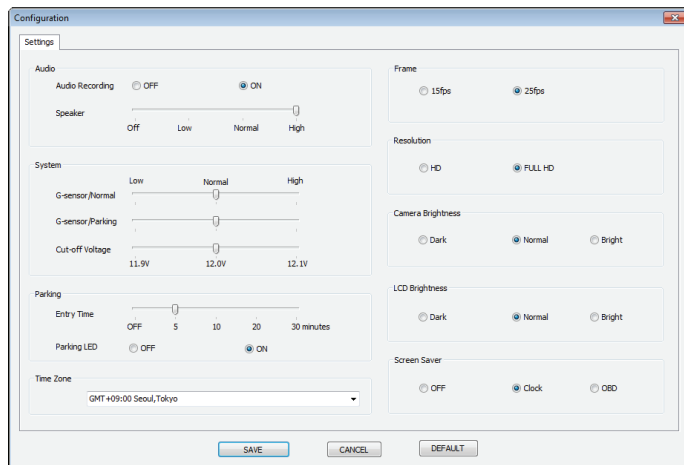 Configuration
Settings
Audio
Audio Recording OFF ON
Speaker
Off Low Normal High
System
Low Normal High
G-sensor/Normal
G-sensor/Parking
Cut-off Voltage
11.9V 12.0V 12.1V
Parking
Entry Time
OFF 5 10 20 30 minutes
Parking LED OFF ON
Time Zone
GMT+09:00 Seoul,Tokyo
Frame
15fps 25fps
Resolution
HD FULL HD
Camera Brightness
Dark Normal Bright
LCD Brightness
Dark Normal Bright
Screen Saver
OFF Clock OBD
SAVE CANCEL DEFAULT